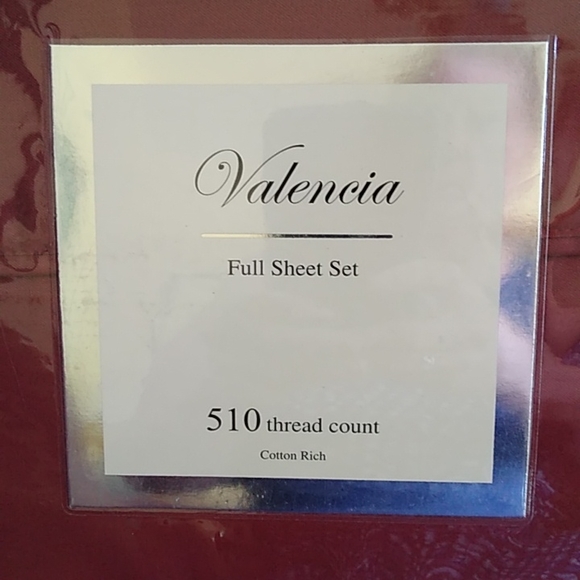 Valencia
Full Sheet Set
510 thread count
Cotton Rich